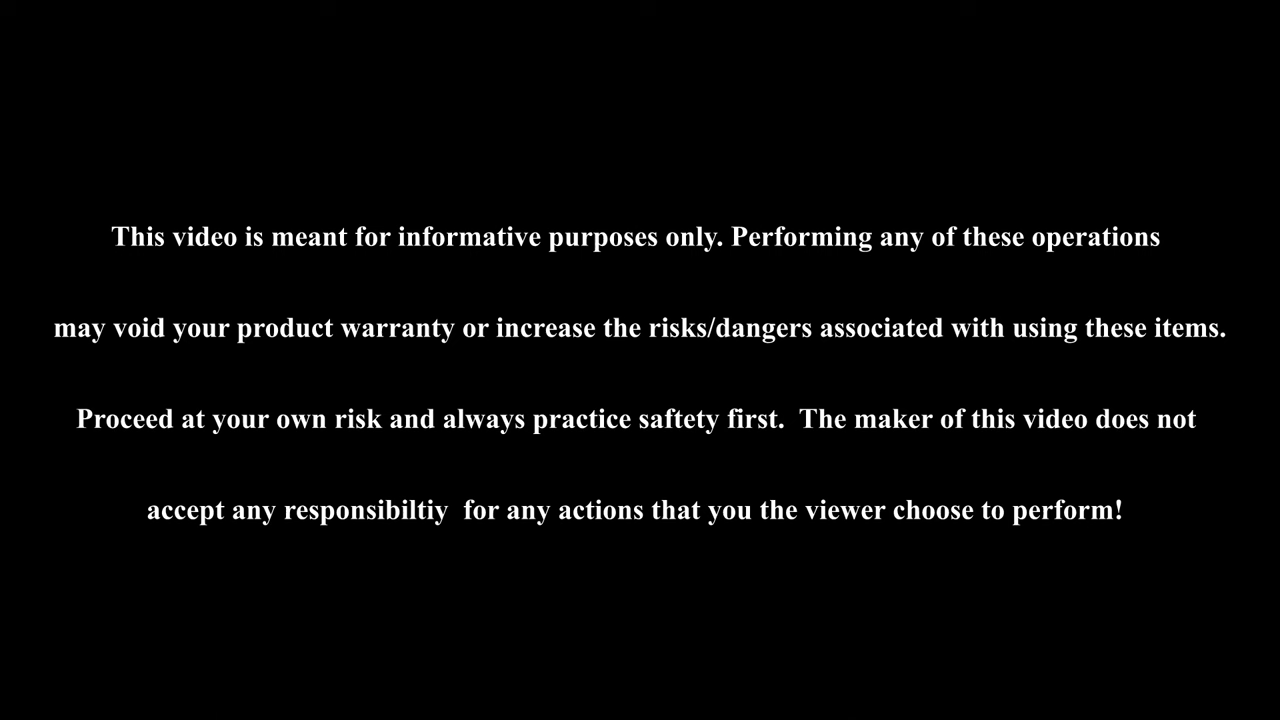 This video is meant for informative purposes only. Performing any of these operations
may void your product warranty or increase the risks/dangers associated with using these items.
Proceed at your own risk and always practice saftety first.  The maker of this video does not
accept any responsibiltiy  for any actions that you the viewer choose to perform!